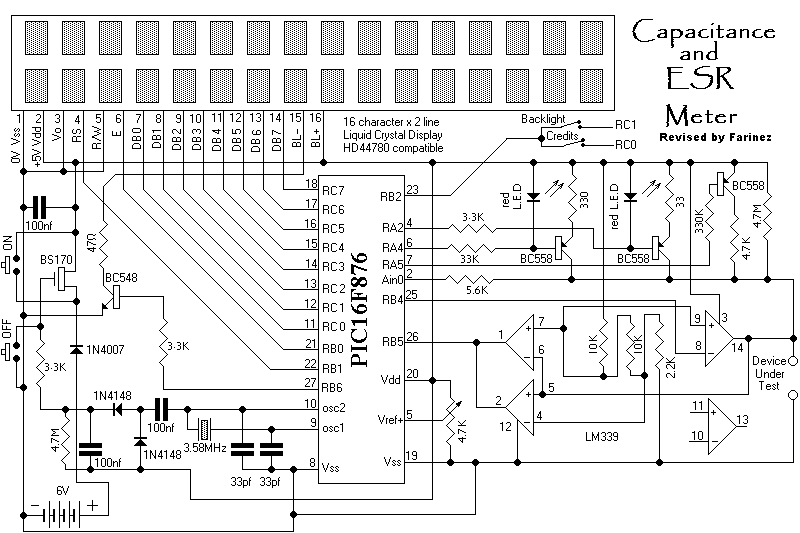 Capacitance
and
ESR
Meter
Revised by Farinez
1 2 3 4 5 6 7 8 9 10 11 12 13 14 15 16
0V Vss
+5V Vdd
Vo
RS
R/W
E
DB0
DB1
DB2
DB3
DB4
DB5
DB6
DB7
BL-
BL+
16 character x 2 line
Liquid Crystal Display
HD44780 compatible
Backlight
RC1
Credits
RC0
18 RC7
17 RC6
16 RC5
15 RC4
14 RC3
13 RC2
12 RC1
11 RC0
21 RB0
22 RB1
27 RB6
10 osc2
9 osc1
8 Vss
PIC16F876
RB2 23
RA2 4
RA4 6
RA5 7
Ain0 2
RB4 25
RB5 26
Vdd 20
Vref+ 5
Vss 19
100nf
ON
47Ω
BS170
BC548
OFF
1N4007
3.3K
3.3K
1N4148
100nf
4.7M
100nf
1N4148
3.58MHz
33pf
33pf
6V
- +
red
L.E.D
330
red L.E.D
33
BC558
330K
4.7K
4.7M
3.3K
33K
BC558
BC558
5.6K
1
7
6
9
3
8
14
10K
10K
2.2K
Device
Under
Test
2
5
4
12
4.7K
LM339
11
10
13